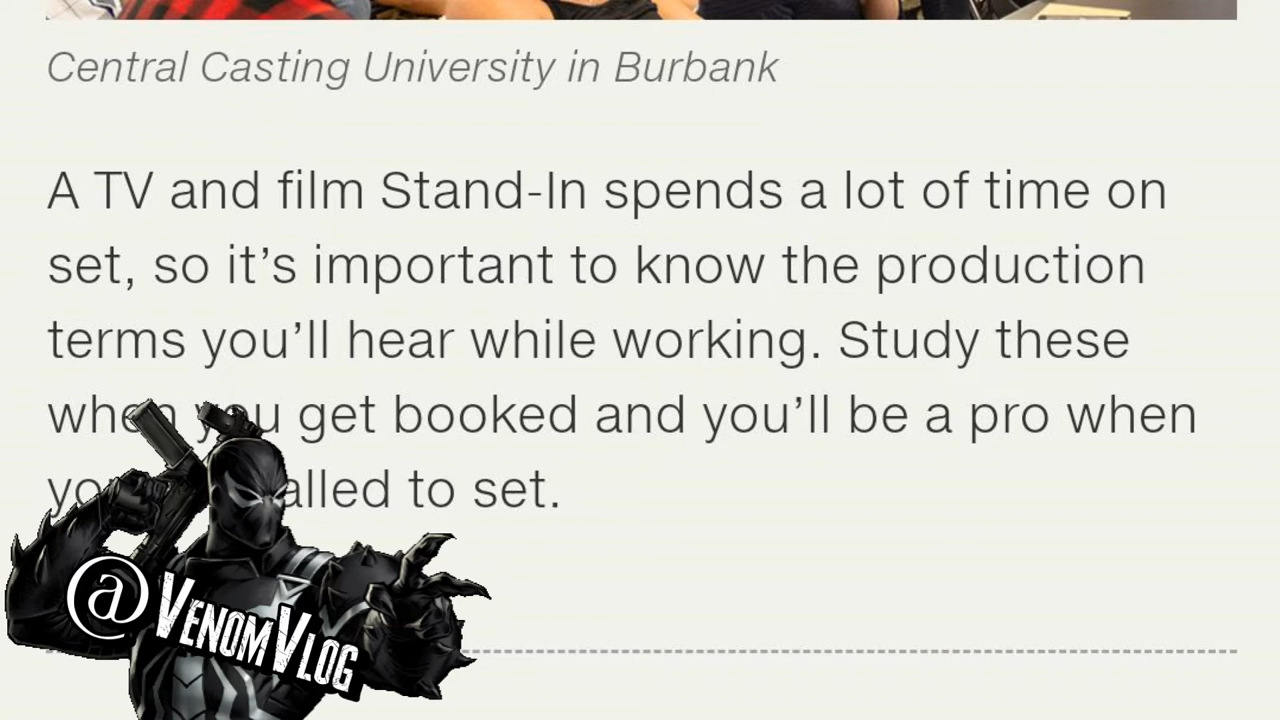 Central Casting University in Burbank
A TV and film Stand-In spends a lot of time on
set, so it’s important to know the production
terms you’ll hear while working. Study these
when you get booked and you’ll be a pro when
to set.
@VENOMVLOG